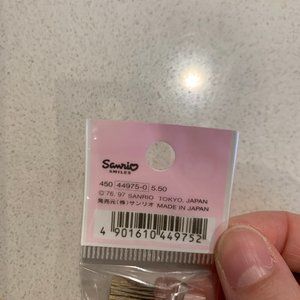 Sanrio
SMILES
450 44975-0 5.50
©'76,'97 SANRIO TOKYO, JAPAN
発売元(株)サンリオ MADE IN JAPAN
4 901610 449752